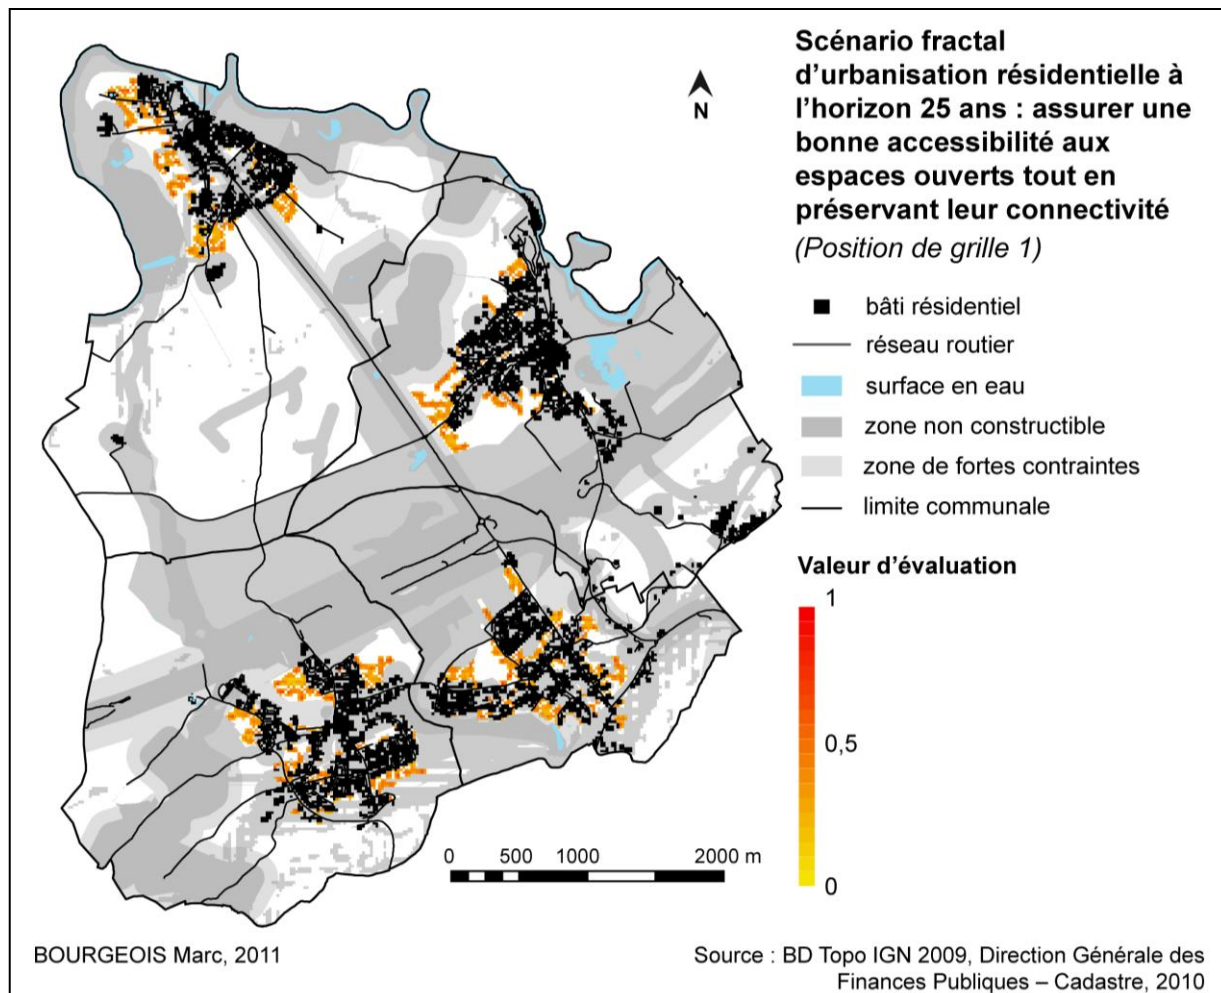 Scénario fractal
d'urbanisation résidentielle à
l'horizon 25 ans : assurer une
bonne accessibilité aux
espaces ouverts tout en
préservant leur connectivité
(Position de grille 1)
N
bâti résidentiel
réseau routier
surface en eau
zone non constructible
zone de fortes contraintes
limite communale
Valeur d'évaluation
1
0,5
0
0 500 1000 2000 m
BOURGEOIS Marc, 2011
Source : BD Topo IGN 2009, Direction Générale des
Finances Publiques – Cadastre, 2010